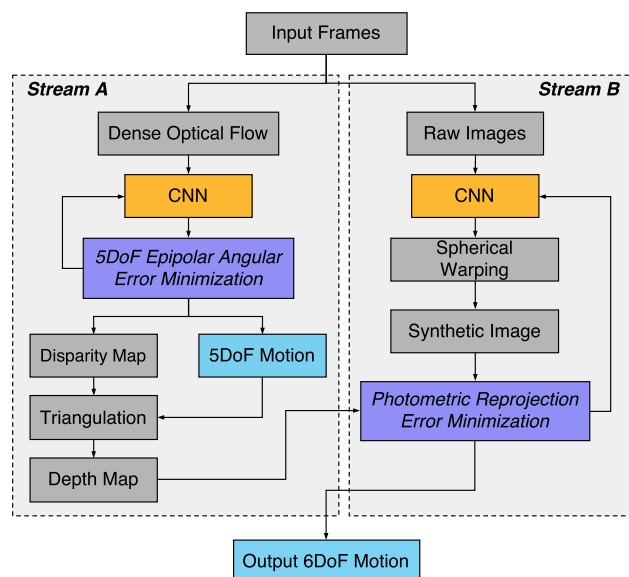 Input Frames
Stream A
Dense Optical Flow
CNN
5DoF Epipolar Angular
Error Minimization
Disparity Map
5DoF Motion
Triangulation
Depth Map
Stream B
Raw Images
CNN
Spherical
Warping
Synthetic Image
Photometric Reprojection
Error Minimization
Output 6DoF Motion